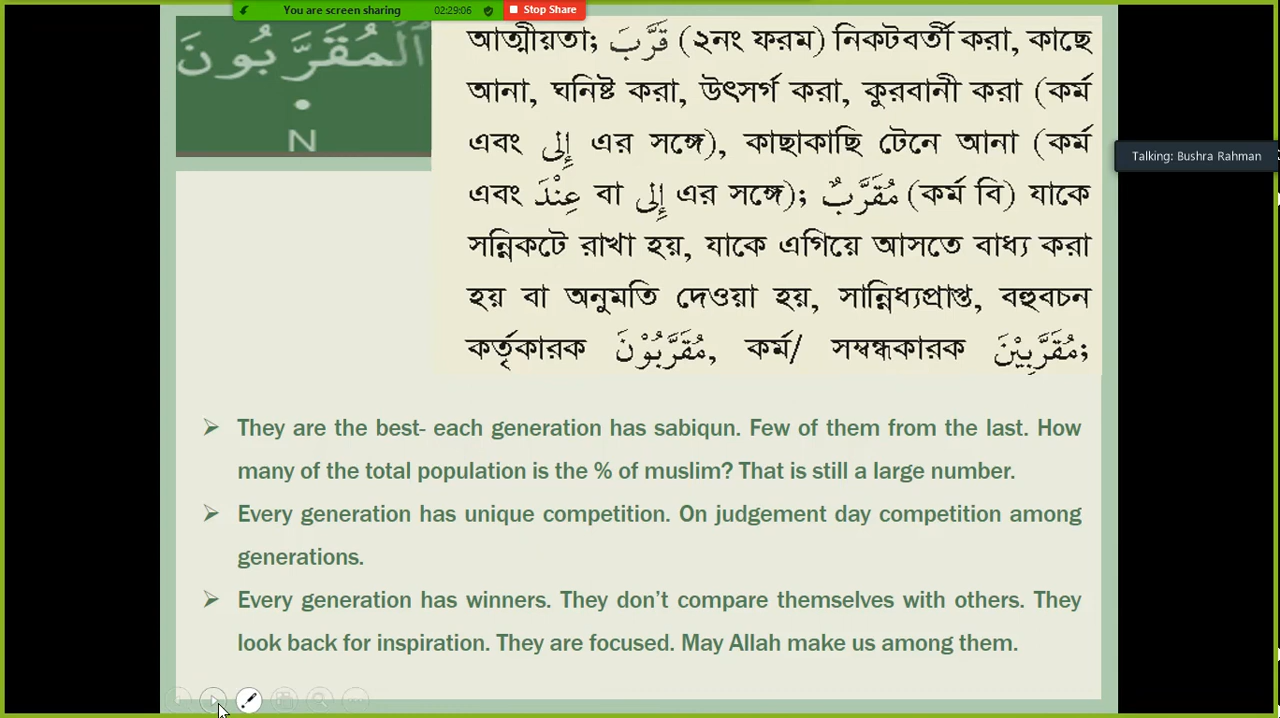 You are screen sharing
02:29:06
Stop Share
Talking: Bushra Rahman
ٱلْمُقَرَّبُونَ
N
আত্মীয়তা; قَرَّبَ (২নং ফরম) নিকটবর্তী করা, কাছে
আনা, ঘনিষ্ট করা, উৎসর্গ করা, কুরবানী করা (কর্ম
এবং إِلى এর সঙ্গে), কাছাকাছি টেনে আনা (কর্ম
এবং عِنْدَ বা إِلى এর সঙ্গে); مُقَرَّبٌ (কর্ম বি) যাকে
সন্নিকটে রাখা হয়, যাকে এগিয়ে আসতে বাধ্য করা
হয় বা অনুমতি দেওয়া হয়, সান্নিধ্যপ্রাপ্ত, বহুবচন
কর্তৃকারক مُقَرَّبُوْنَ, কর্ম/ সম্বন্ধকারক مُقَرَّبِيْنَ;
They are the best- each generation has sabiqun. Few of them from the last. How
many of the total population is the % of muslim? That is still a large number.
Every generation has unique competition. On judgement day competition among
generations.
Every generation has winners. They don’t compare themselves with others. They
look back for inspiration. They are focused. May Allah make us among them.